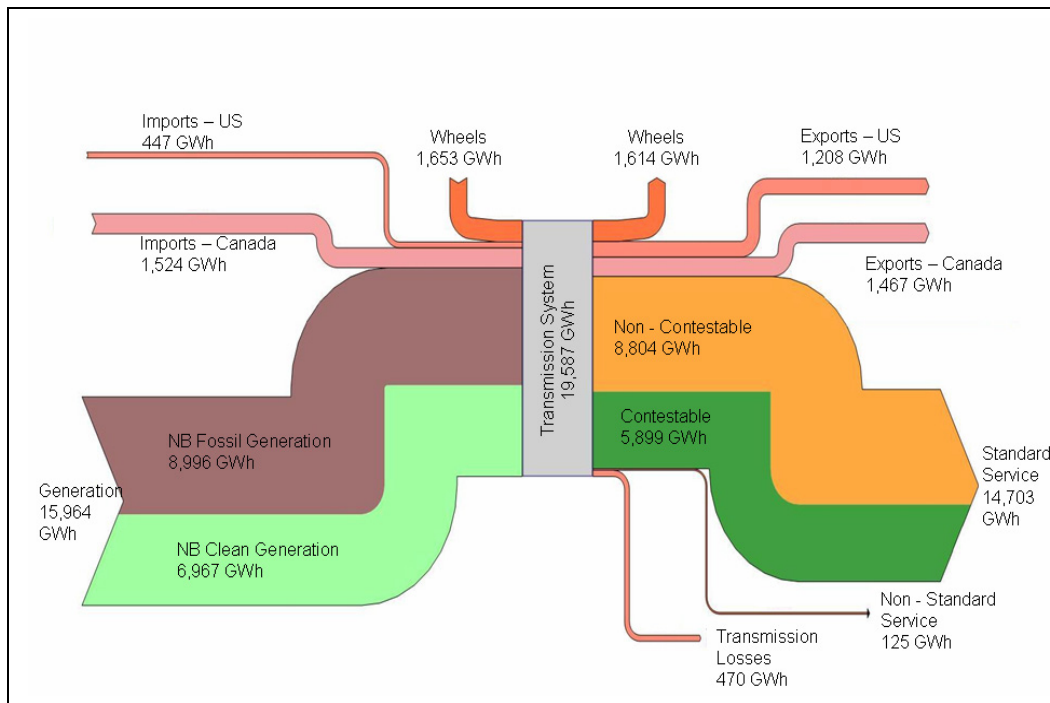 Imports – US
447 GWh
Wheels
1,653 GWh
Wheels
1,614 GWh
Exports – US
1,208 GWh
Imports – Canada
1,524 GWh
Exports – Canada
1,467 GWh
Transmission System
19,587 GWh
Non - Contestable
8,804 GWh
Contestable
5,899 GWh
NB Fossil Generation
8,996 GWh
Generation
15,964
GWh
NB Clean Generation
6,967 GWh
Standard
Service
14,703
GWh
Non - Standard
Service
125 GWh
Transmission
Losses
470 GWh